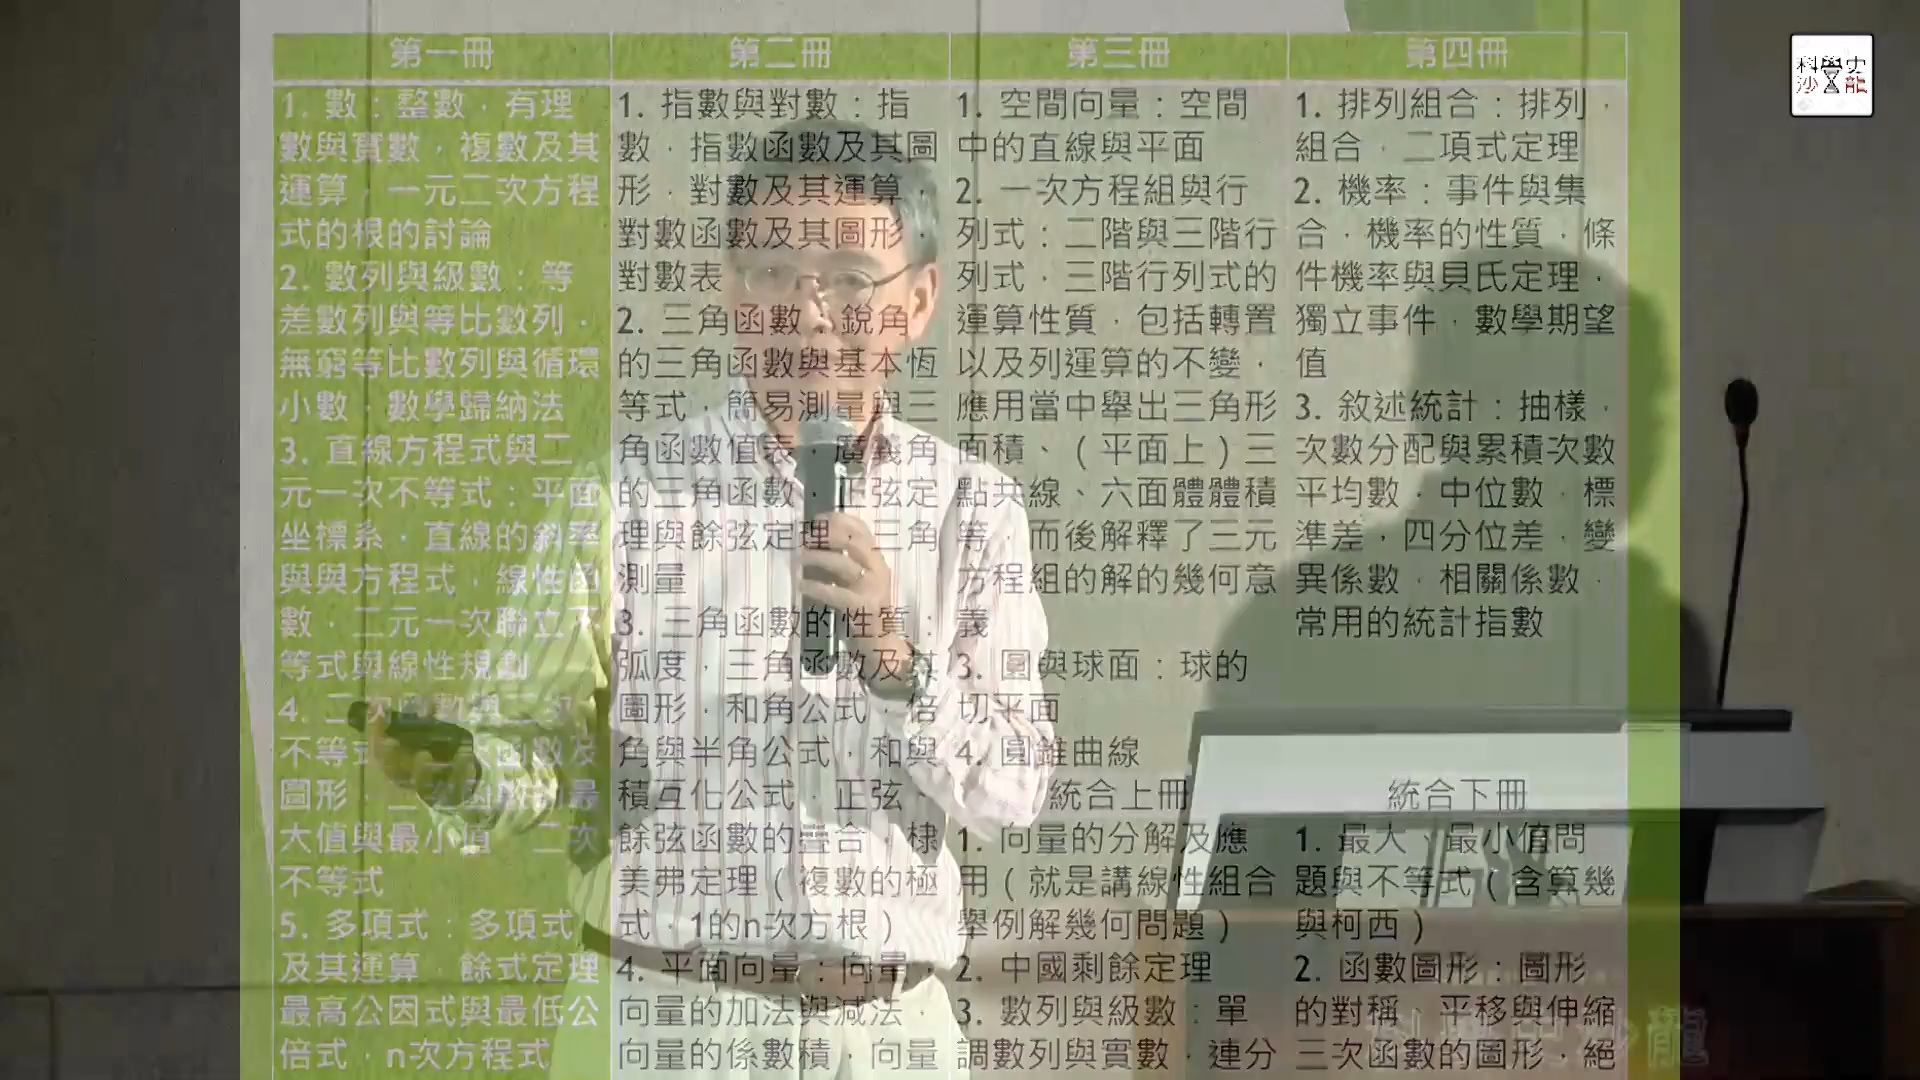 第一冊
1. 數：整數．有理
數與實數．複數及其
運算．一元二次方程
式的根的討論
2. 數列與級數：等
差數列與等比數列．
無窮等比數列與循環
小數．數學歸納法
3. 直線方程式與二
元一次不等式：平面
坐標系．直線的斜率
與與方程式．線性函
數．二元一次聯立不
等式與線性規劃
4. 二次函數與二次
不等式：二次函數及
圖形．二次函數的最
大值與最小值．二次
不等式
5. 多項式：多項式
及其運算．餘式定理
最高公因式與最低公
倍式．n次方程式
第二冊
1. 指數與對數：指
數．指數函數及其圖
形．對數及其運算．
對數函數及其圖形．
對數表
2. 三角函數：銳角
的三角函數與基本恆
等式．簡易測量與三
角函數值表．廣義角
的三角函數．正弦定
理與餘弦定理．三角
測量
3. 三角函數的性質：
弧度．三角函數及其
圖形．和角公式．倍
角與半角公式．和與
積互化公式．正弦
餘弦函數的疊合．棣
美弗定理（複數的極
式．1的n次方根）
4. 平面向量：向量．
向量的加法與減法．
向量的係數積．向量
第三冊
1. 空間向量：空間
中的直線與平面
2. 一次方程組與行
列式：二階與三階行
列式．三階行列式的
運算性質．包括轉置
以及列運算的不變．
應用當中舉出三角形
面積、（平面上）三
點共線、六面體體積
等．而後解釋了三元
方程組的解的幾何意
義
3. 圓與球面：球的
切平面
4. 圓錐曲線
統合上冊
1. 向量的分解及應
用（就是講線性組合
舉例解幾何問題）
2. 中國剩餘定理
3. 數列與級數：單
調數列與實數．連分
第四冊
1. 排列組合：排列．
組合．二項式定理
2. 機率：事件與集
合．機率的性質．條
件機率與貝氏定理．
獨立事件．數學期望
值
3. 敘述統計：抽樣．
次數分配與累積次數
平均數．中位數．標
準差，四分位差．變
異係數．相關係數．
常用的統計指數
統合下冊
1. 最大、最小值問
題與不等式（含算幾
與柯西）
2. 函數圖形：圖形
的對稱、平移與伸縮
三次函數的圖形．絕
科學史
沙龍
科學史沙龍